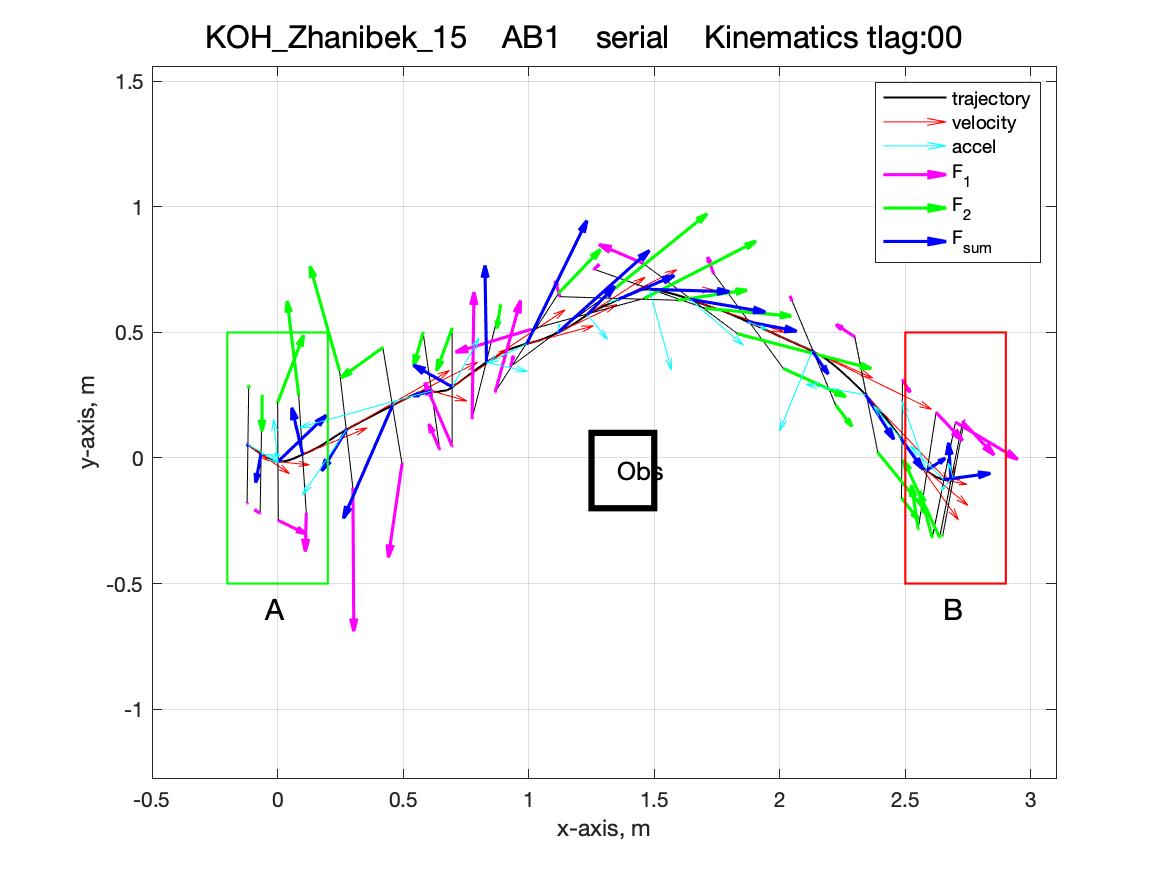 KOH_Zhanibek_15 AB1 serial Kinematics tlag:00
1.5
1
0.5
0
-0.5
-1
y-axis, m
trajectory
velocity
accel
F1
F2
Fsum
Obs
A
B
-0.5 0 0.5 1 1.5 2 2.5 3
x-axis, m